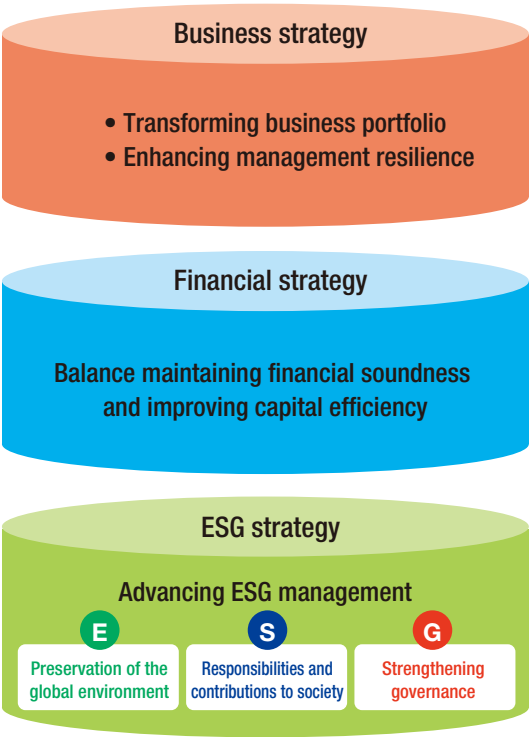 Business strategy
• Transforming business portfolio
• Enhancing management resilience
Financial strategy
Balance maintaining financial soundness
and improving capital efficiency
ESG strategy
Advancing ESG management
E
Preservation of the
global environment
S
Responsibilities and
contributions to society
G
Strengthening
governance